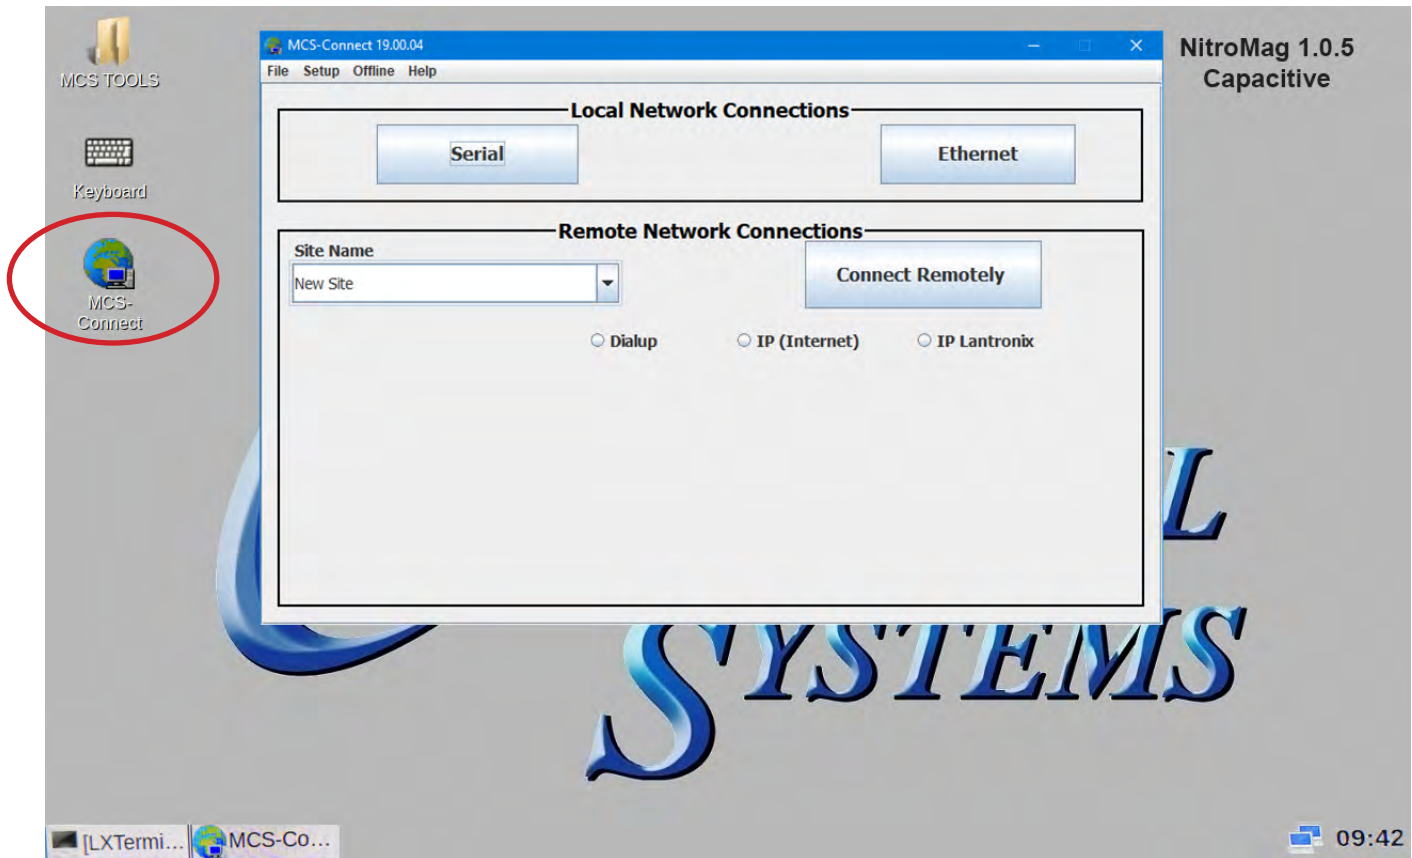 MCS TOOLS
Keyboard
MCS-
Connect
MCS-Connect 19.00.04
File Setup Offline Help
Local Network Connections
Serial
Ethernet
Remote Network Connections
Site Name
New Site
Connect Remotely
Dialup
IP (Internet)
IP Lantronix
NitroMag 1.0.5
Capacitive
L
SYSTEMS
[LXTermi...
MCS-Co...
09:42